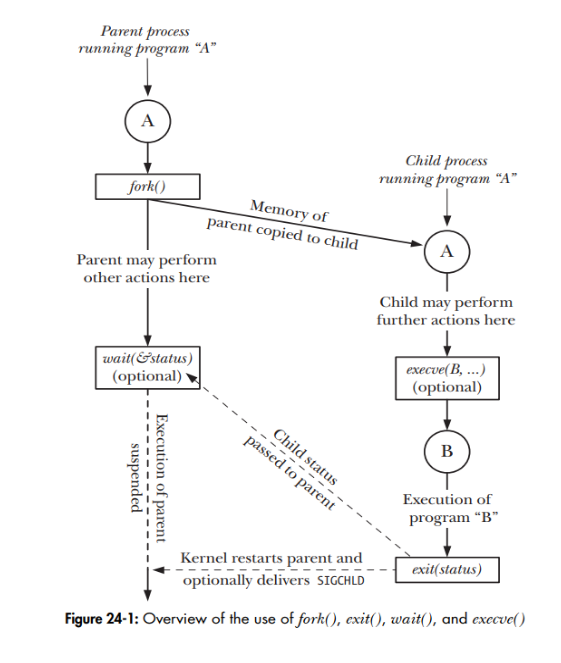 Parent process
running program “A”
A
fork()
Memory of
parent copied to child
Child process
running program “A”
A
Parent may perform
other actions here
Child may perform
further actions here
wait(&status)
(optional)
execve(B, ...)
(optional)
B
Child status
passed to parent
Execution of parent
suspended
Execution of
program “B”
Kernel restarts parent and
optionally delivers SIGCHLD
exit(status)
Figure 24-1: Overview of the use of fork(), exit(), wait(), and execve()